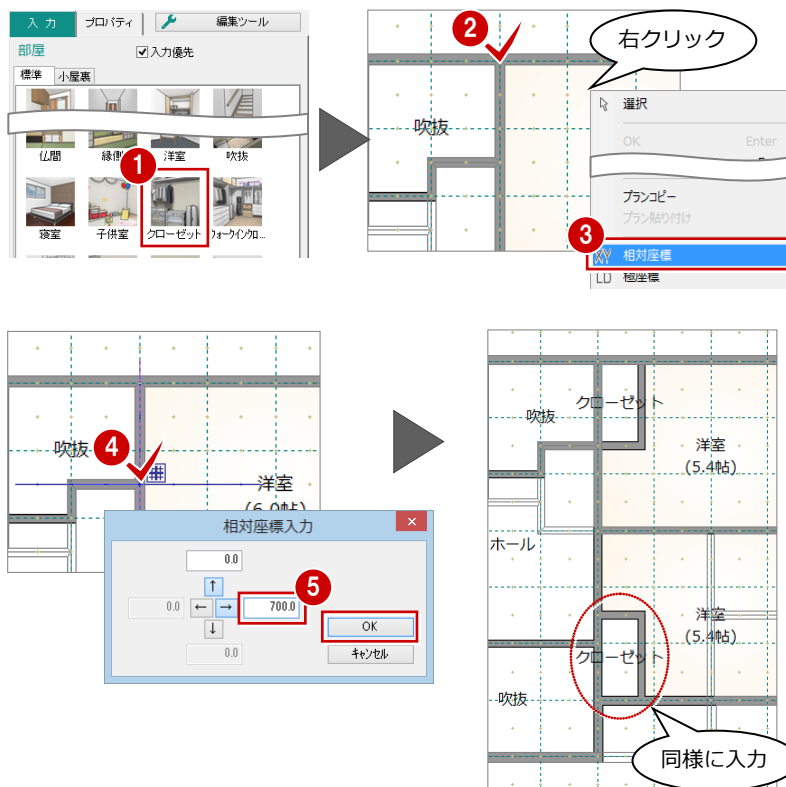 入 力
プロパティ
編集ツール
部屋
入力優先
標準
小屋裏
仏間
洋室
吹抜
1
寝室
子供室
クローゼット
ウォークインクロ...
2
右クリック
吹抜
選択
OK Enter
プランコピー
プラン貼り付け
3
XY 相対座標
LD 極座標
吹抜
4
洋室
(6.0帖)
相対座標入力
×
0.0
↑
5
0.0
←
→
700.0
↓
OK
0.0
キャンセル
クローゼット
吹抜
洋室
(5.4帖)
ホール
洋室
(5.4帖)
クローゼット
吹抜
同様に入力